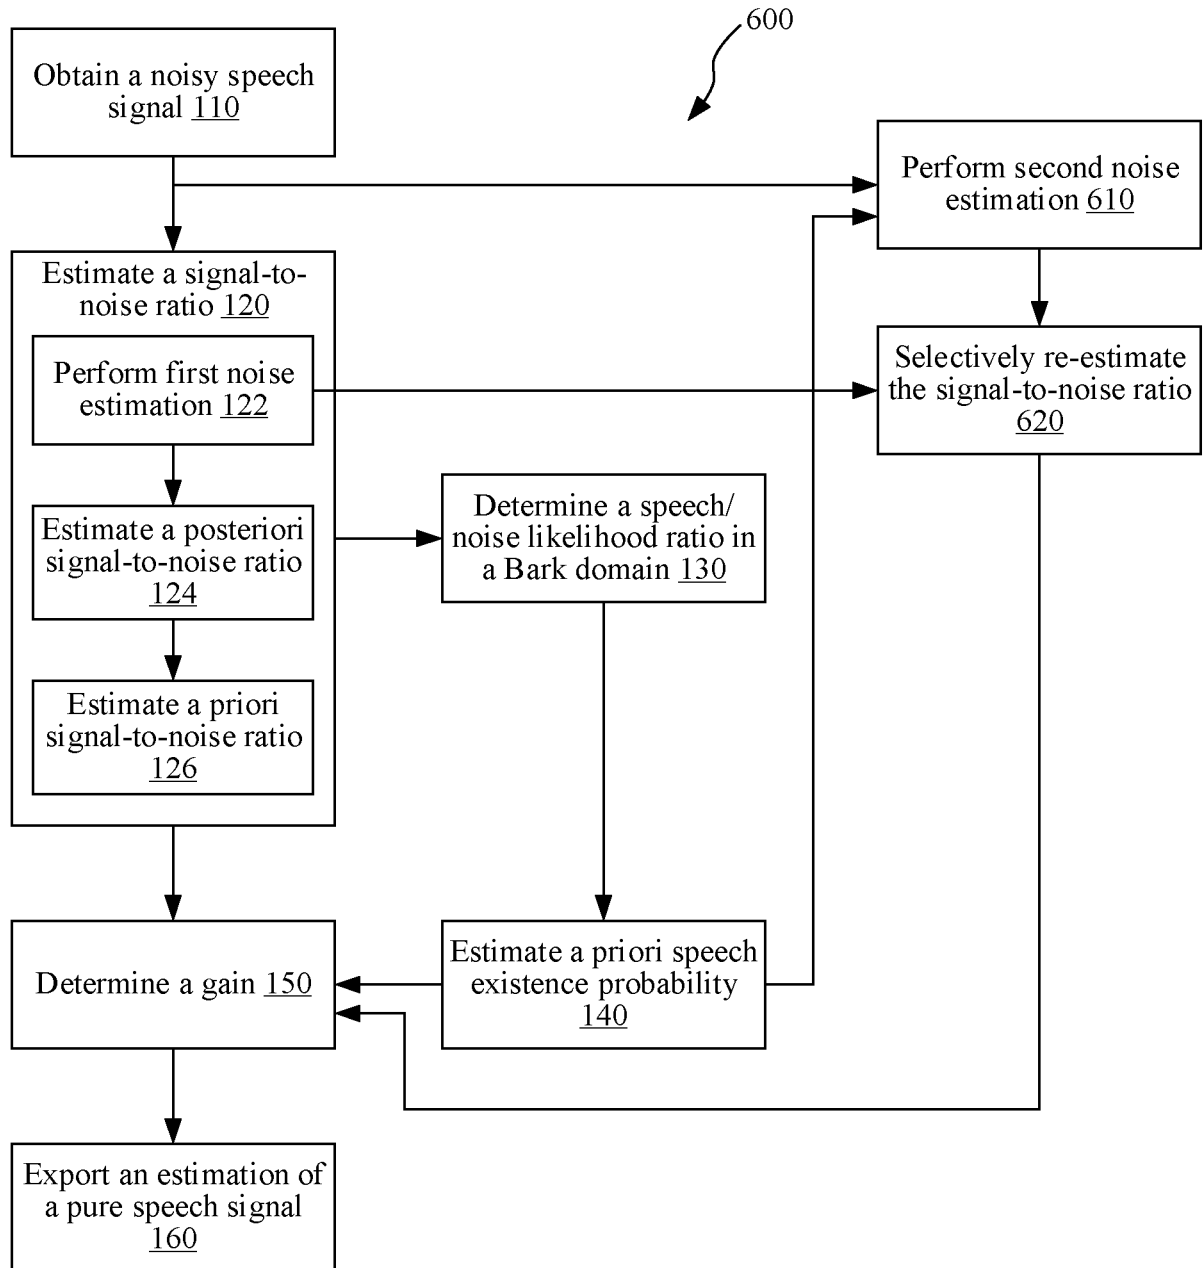 600
Obtain a noisy speech
signal 110
Perform second noise
estimation 610
Estimate a signal-to-
noise ratio 120
Perform first noise
estimation 122
Selectively re-estimate
the signal-to-noise ratio
620
Estimate a posteriori
signal-to-noise ratio
124
Determine a speech/
noise likelihood ratio in
a Bark domain 130
Estimate a priori
signal-to-noise ratio
126
Determine a gain 150
Estimate a priori speech
existence probability
140
Export an estimation of
a pure speech signal
160